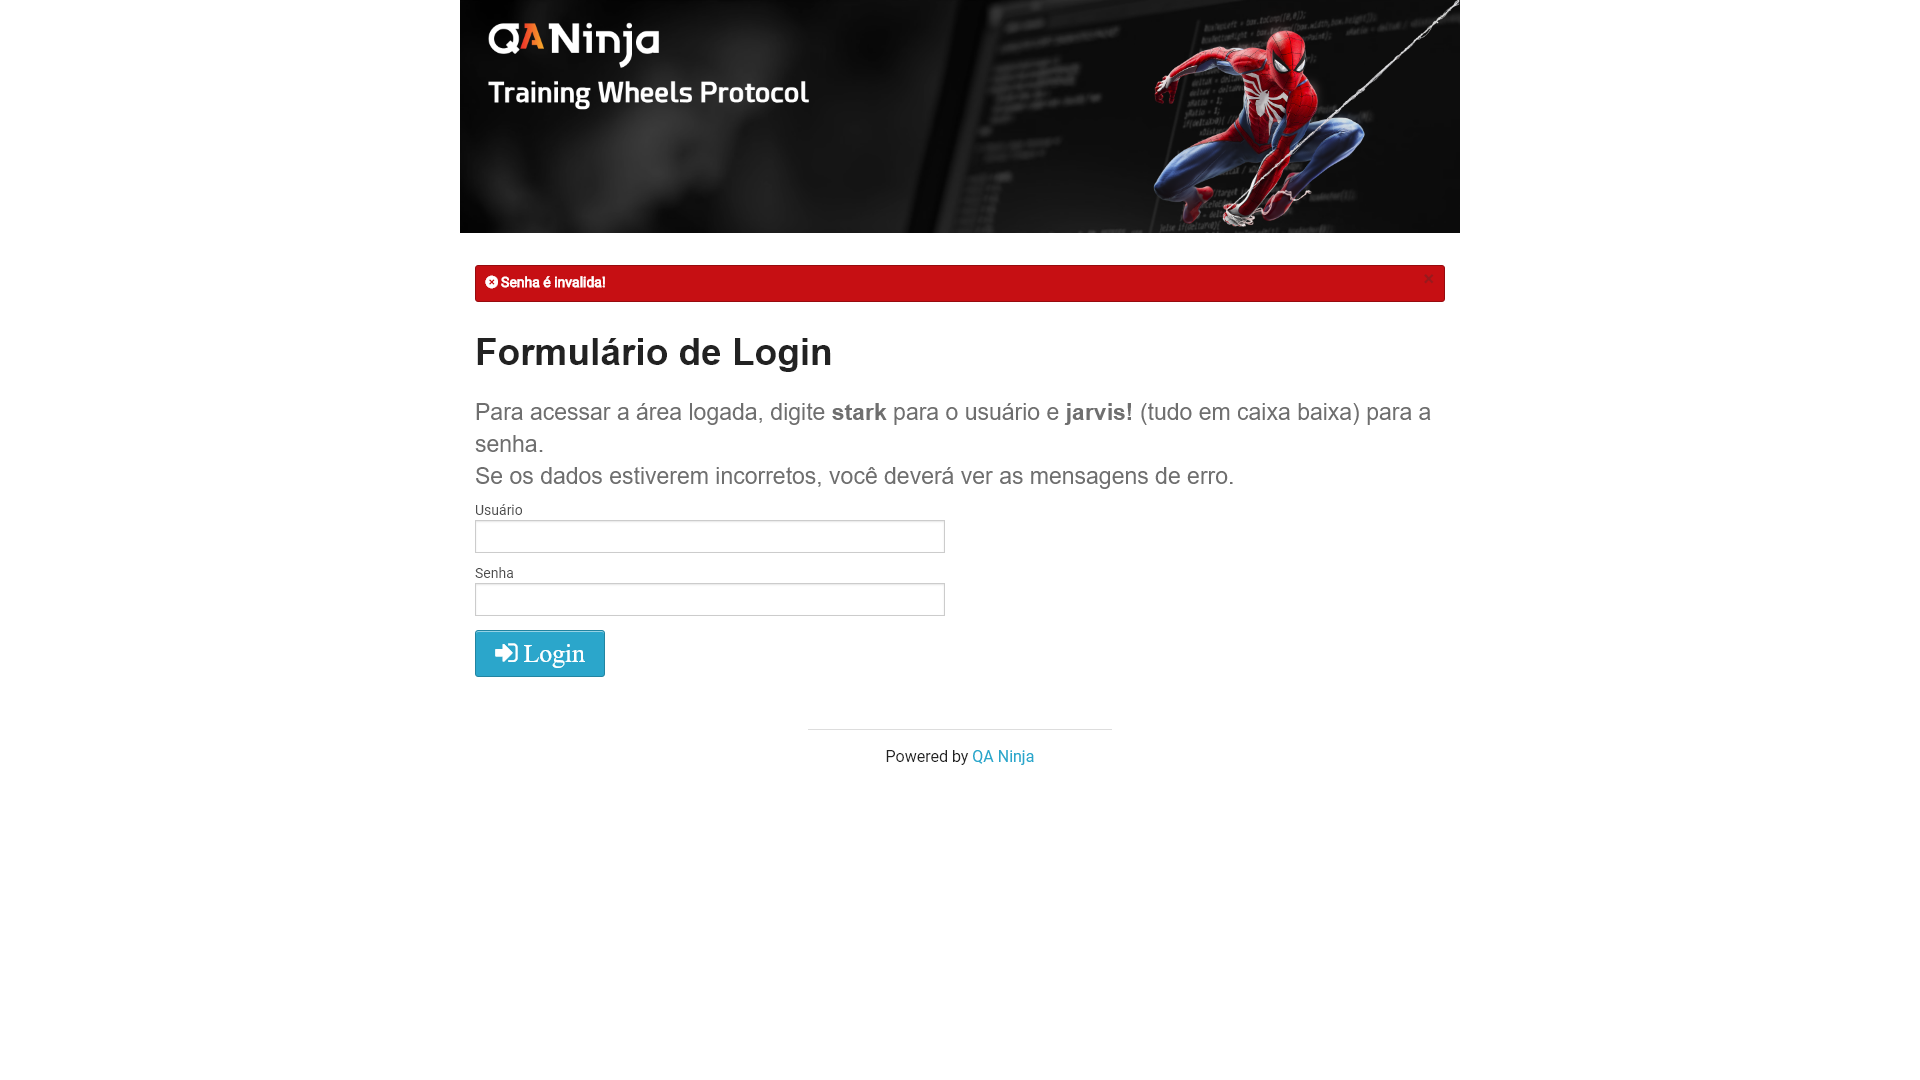 QA Ninja
Training Wheels Protocol
Senha é invalida!
×
Formulário de Login
Para acessar a área logada, digite stark para o usuário e jarvis! (tudo em caixa baixa) para a
senha.
Se os dados estiverem incorretos, você deverá ver as mensagens de erro.
Usuário
Senha
Login
Powered by QA Ninja